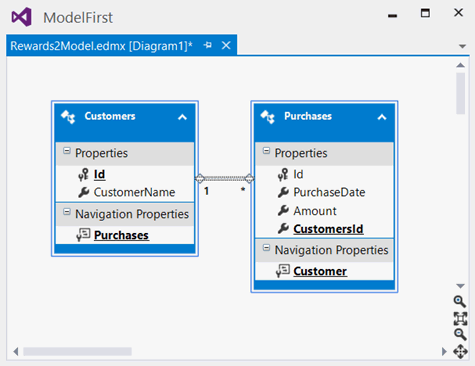 ModelFirst
Rewards2Model.edmx [Diagram1]*
Customers
Properties
Id
CustomerName
Navigation Properties
Purchases
1
*
Purchases
Properties
Id
PurchaseDate
Amount
CustomersId
Navigation Properties
Customer